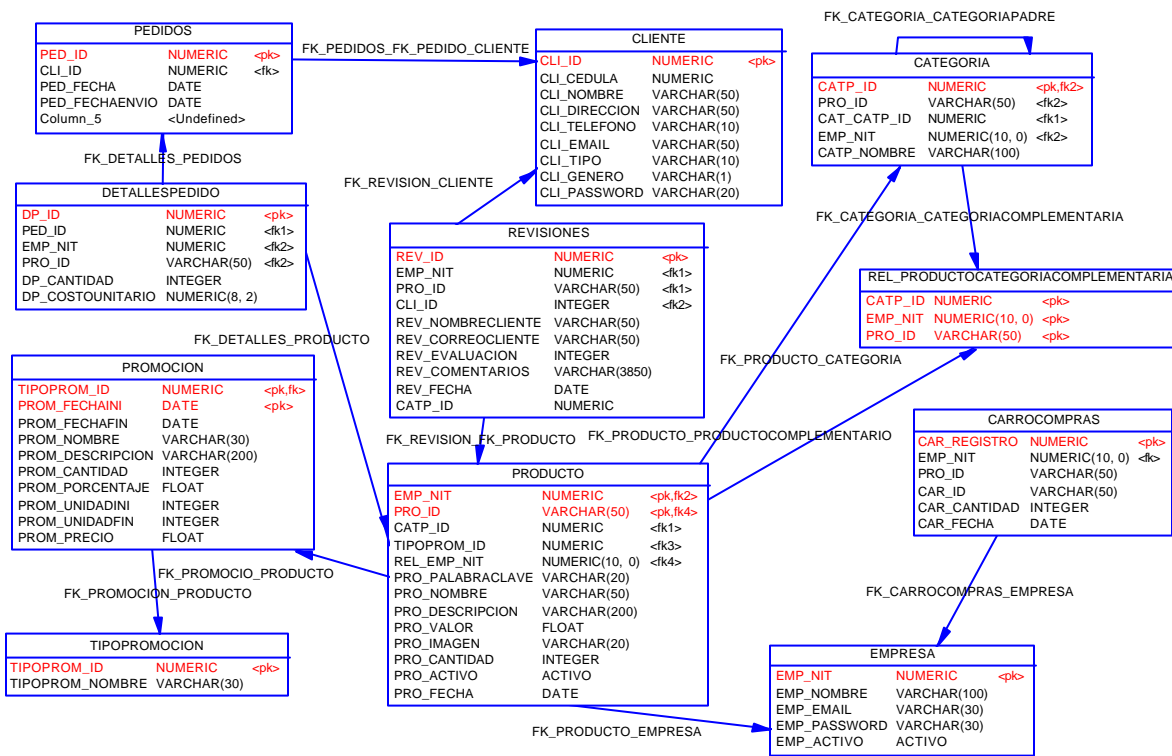 FK_CATEGORIA_CATEGORIAPADRE
PEDIDOS
PED_ID NUMERIC <pk>
CLI_ID NUMERIC <fk>
PED_FECHA DATE
PED_FECHAENVIO DATE
Column_5 <Undefined>
FK_PEDIDOS_FK_PEDIDO_CLIENTE
CLIENTE
CLI_ID NUMERIC <pk>
CLI_CEDULA NUMERIC
CLI_NOMBRE VARCHAR(50)
CLI_DIRECCION VARCHAR(50)
CLI_TELEFONO VARCHAR(10)
CLI_EMAIL VARCHAR(50)
CLI_TIPO VARCHAR(10)
CLI_GENERO VARCHAR(1)
CLI_PASSWORD VARCHAR(20)
CATEGORIA
CATP_ID NUMERIC <pk,fk2>
PRO_ID VARCHAR(50) <fk2>
CAT_CATP_ID NUMERIC <fk1>
EMP_NIT NUMERIC(10, 0) <fk2>
CATP_NOMBRE VARCHAR(100)
FK_DETALLES_PEDIDOS
FK_REVISION_CLIENTE
DETALLESPEDIDO
DP_ID NUMERIC <pk>
PED_ID NUMERIC <fk1>
EMP_NIT NUMERIC <fk2>
PRO_ID VARCHAR(50) <fk2>
DP_CANTIDAD INTEGER
DP_COSTOUNITARIO NUMERIC(8, 2)
FK_CATEGORIA_CATEGORIACOMPLEMENTARIA
REVISIONES
REV_ID NUMERIC <pk>
EMP_NIT NUMERIC <fk1>
PRO_ID VARCHAR(50) <fk1>
CLI_ID INTEGER <fk2>
REV_NOMBRECLIENTE VARCHAR(50)
REV_CORREOCLIENTE VARCHAR(50)
REV_EVALUACION INTEGER
REV_COMENTARIOS VARCHAR(3850)
REV_FECHA DATE
CATP_ID NUMERIC
REL_PRODUCTOCATEGORIACOMPLEMENTARIA
CATP_ID NUMERIC <pk>
EMP_NIT NUMERIC(10, 0) <pk>
PRO_ID VARCHAR(50) <pk>
FK_DETALLES_PRODUCTO
FK_PRODUCTO_CATEGORIA
PROMOCION
TIPOPROM_ID NUMERIC <pk,fk>
PROM_FECHAINI DATE <pk>
PROM_FECHAFIN DATE
PROM_NOMBRE VARCHAR(30)
PROM_DESCRIPCION VARCHAR(200)
PROM_CANTIDAD INTEGER
PROM_PORCENTAJE FLOAT
PROM_UNIDADINI INTEGER
PROM_UNIDADFIN INTEGER
PROM_PRECIO FLOAT
FK_REVISION_FK_PRODUCTO
FK_PRODUCTO_PRODUCTOCOMPLEMENTARIO
CARROCOMPRAS
CAR_REGISTRO NUMERIC <pk>
EMP_NIT NUMERIC(10, 0) <fk>
PRO_ID VARCHAR(50)
CAR_ID VARCHAR(50)
CAR_CANTIDAD INTEGER
CAR_FECHA DATE
PRODUCTO
EMP_NIT NUMERIC <pk,fk2>
PRO_ID VARCHAR(50) <pk,fk4>
CATP_ID NUMERIC <fk1>
TIPOPROM_ID NUMERIC <fk3>
REL_EMP_NIT NUMERIC(10, 0) <fk4>
PRO_PALABRACLAVE VARCHAR(20)
PRO_NOMBRE VARCHAR(50)
PRO_DESCRIPCION VARCHAR(200)
PRO_VALOR FLOAT
PRO_IMAGEN VARCHAR(20)
PRO_CANTIDAD INTEGER
PRO_ACTIVO ACTIVO
PRO_FECHA DATE
FK_PROMOCIO_PRODUCTO
FK_PROMOCION_PRODUCTO
FK_CARROCOMPRAS_EMPRESA
TIPOPROMOCION
TIPOPROM_ID NUMERIC <pk>
TIPOPROM_NOMBRE VARCHAR(30)
EMPRESA
EMP_NIT NUMERIC <pk>
EMP_NOMBRE VARCHAR(100)
EMP_EMAIL VARCHAR(30)
EMP_PASSWORD VARCHAR(30)
EMP_ACTIVO ACTIVO
FK_PRODUCTO_EMPRESA